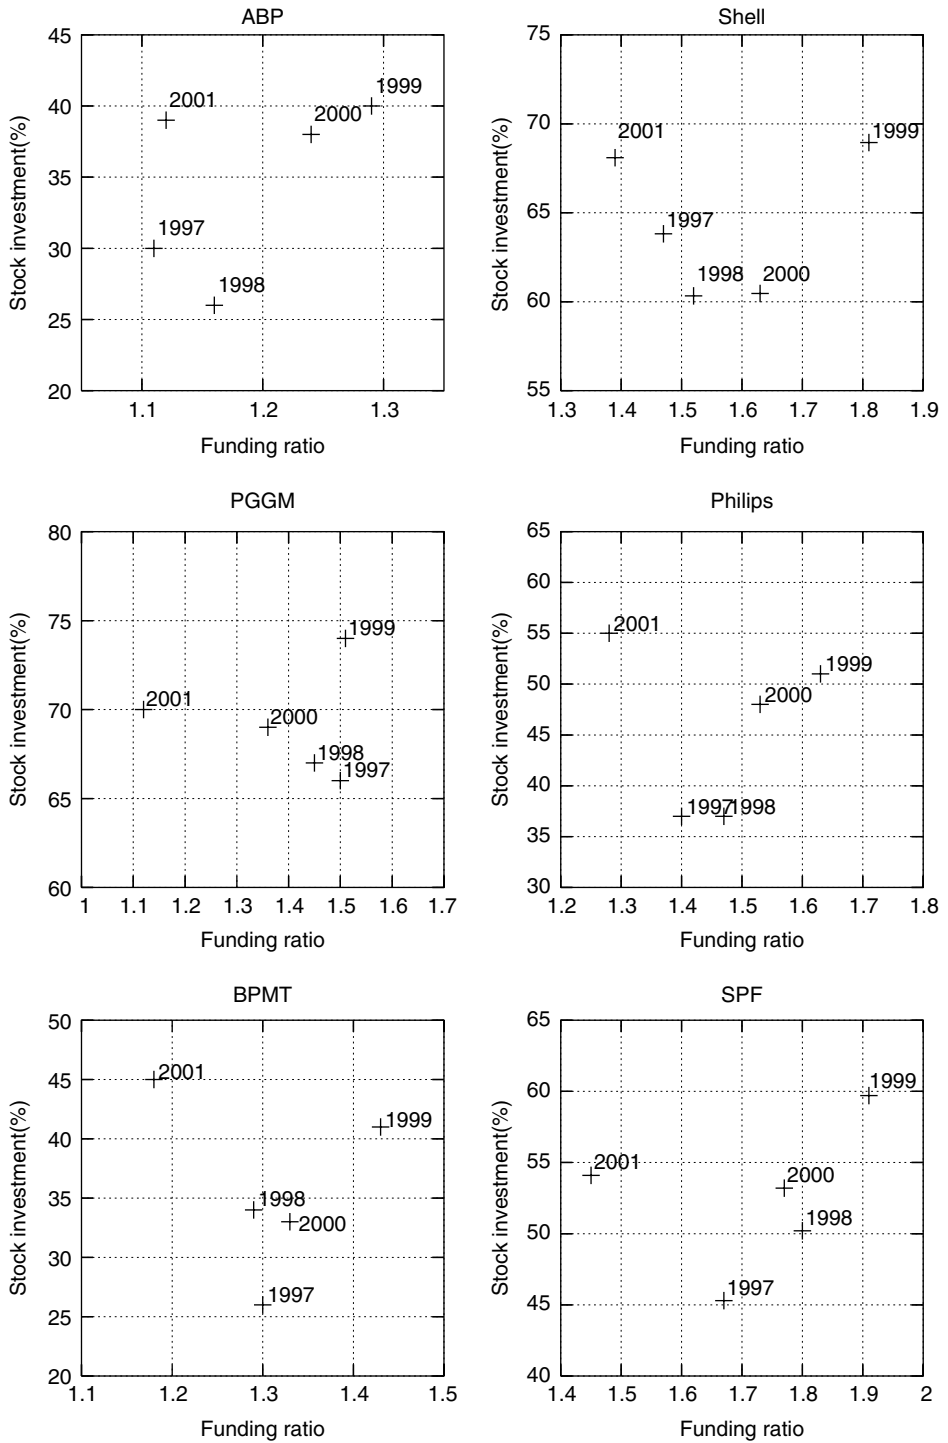 ABP
Stock investment(%)
45
40
35
30
25
20
1999
2001
2000
1997
1998
1.1 1.2 1.3
Funding ratio
Shell
Stock investment(%)
75
70
65
60
55
2001
1999
1997
1998
2000
1.3 1.4 1.5 1.6 1.7 1.8 1.9
Funding ratio
PGGM
Stock investment(%)
80
75
70
65
60
1999
2001
2000
1998
1997
1 1.1 1.2 1.3 1.4 1.5 1.6 1.7
Funding ratio
Philips
Stock investment(%)
65
60
55
50
45
40
35
30
2001
1999
2000
1997 1998
1.2 1.3 1.4 1.5 1.6 1.7 1.8
Funding ratio
BPMT
Stock investment(%)
50
45
40
35
30
25
20
2001
1999
1998
2000
1997
1.1 1.2 1.3 1.4 1.5
Funding ratio
SPF
Stock investment(%)
65
60
55
50
45
40
1999
2001
2000
1998
1997
1.4 1.5 1.6 1.7 1.8 1.9 2
Funding ratio